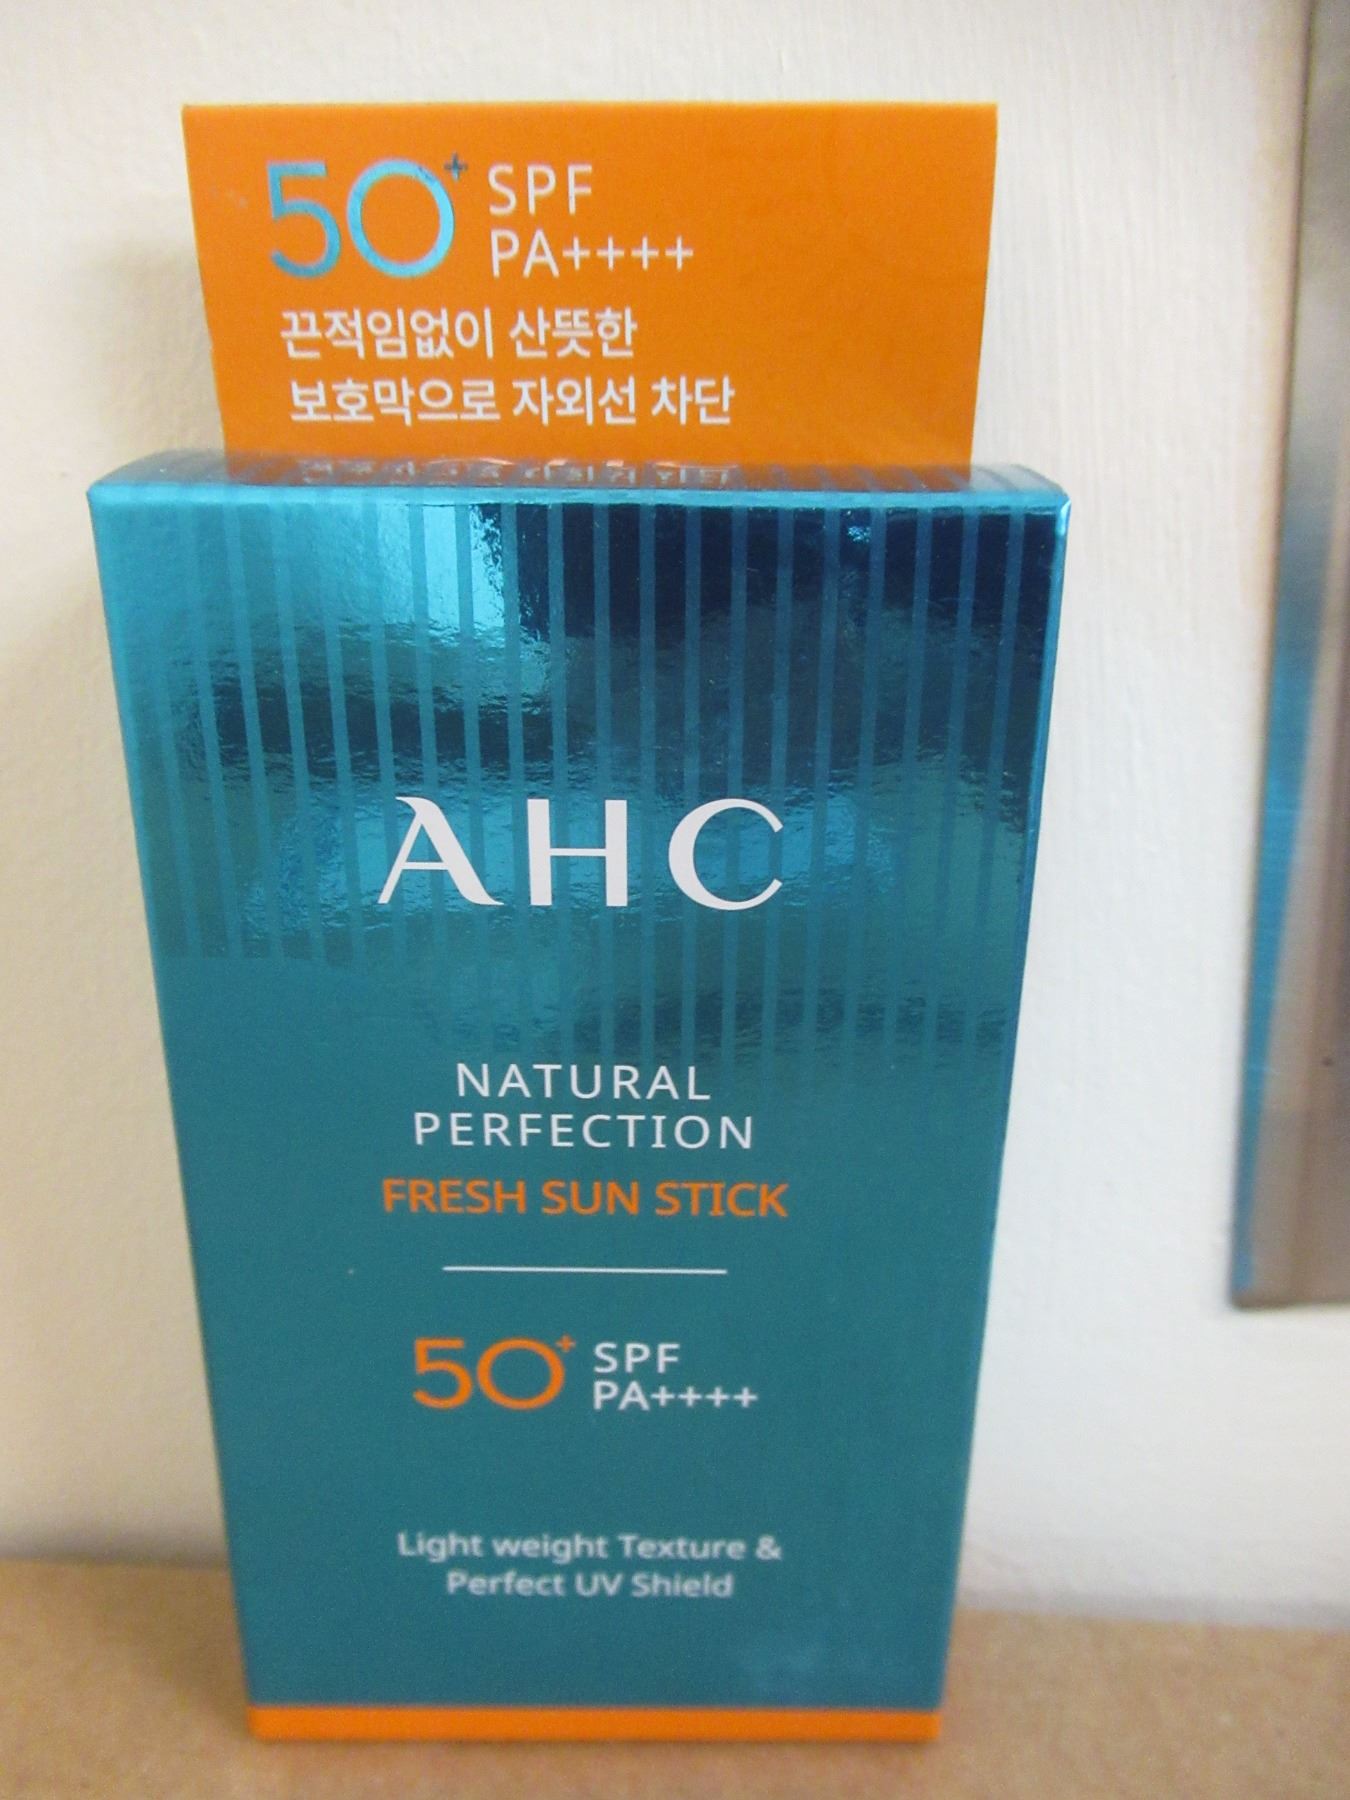 50+ SPF
PA++++
끈적임없이 산뜻한
보호막으로 자외선 차단
AHC
NATURAL
PERFECTION
FRESH SUN STICK
50+ SPF
PA++++
Light weight Texture &
Perfect UV Shield